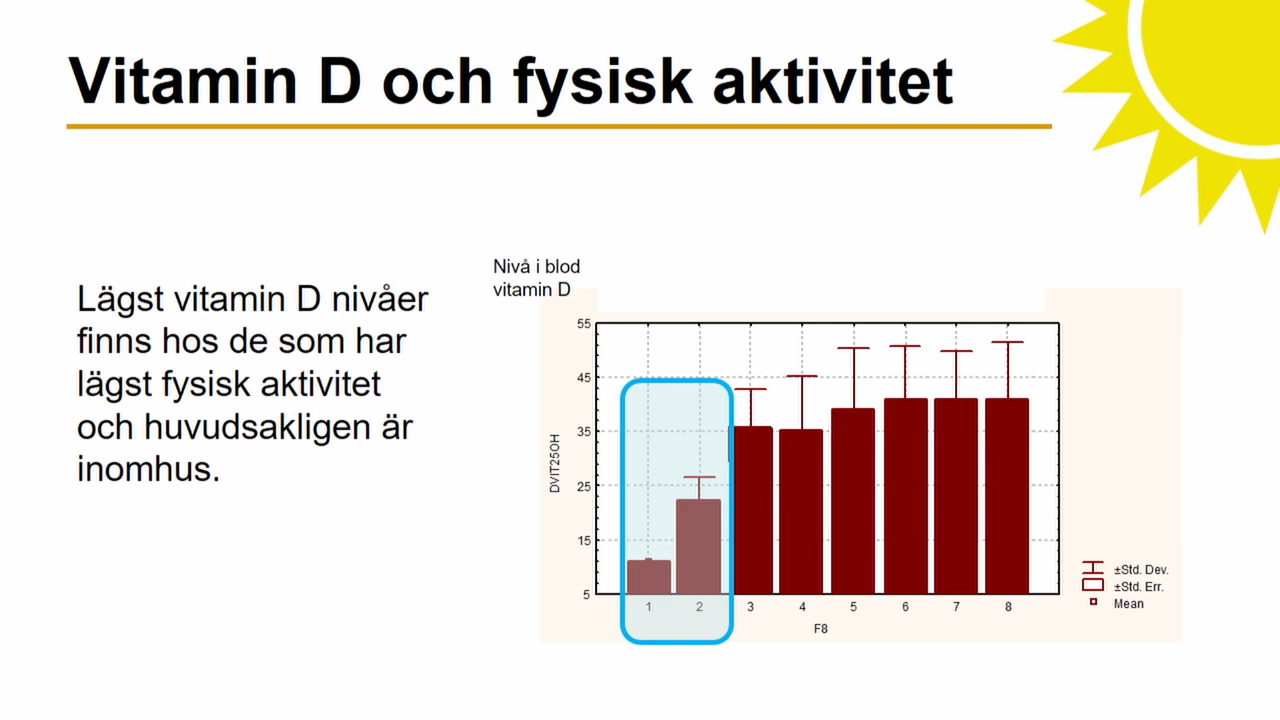 Vitamin D och fysisk aktivitet
Lägst vitamin D nivåer
finns hos de som har
lägst fysisk aktivitet
och huvudsakligen är
inomhus.
Nivå i blod
vitamin D
55
45
35
25
15
5
DVIT25OH
1 2 3 4 5 6 7 8
F8
±Std. Dev.
±Std. Err.
Mean